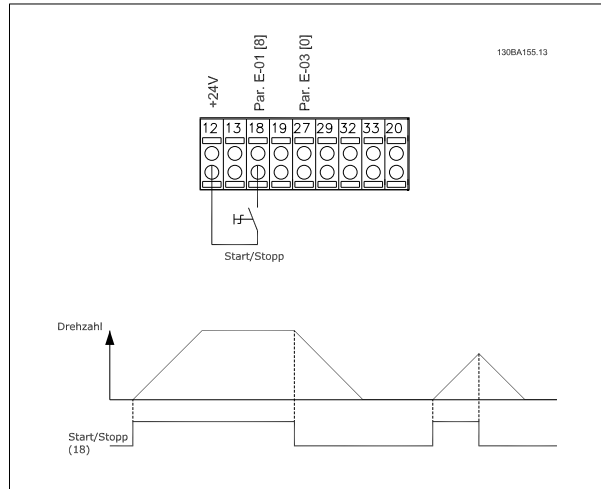 130BA155.13
+24V
Par. E-01 [8]
Par. E-03 [0]
12 13 18 19 27 29 32 33 20
Start/Stopp
Drehzahl
Start/Stopp
(18)